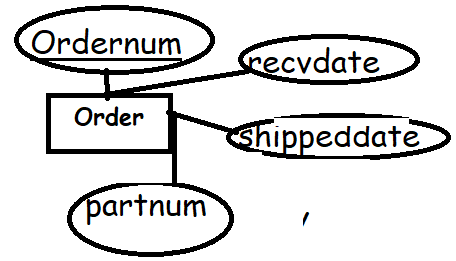 Ordernum
recvdate
Order
shippeddate
partnum